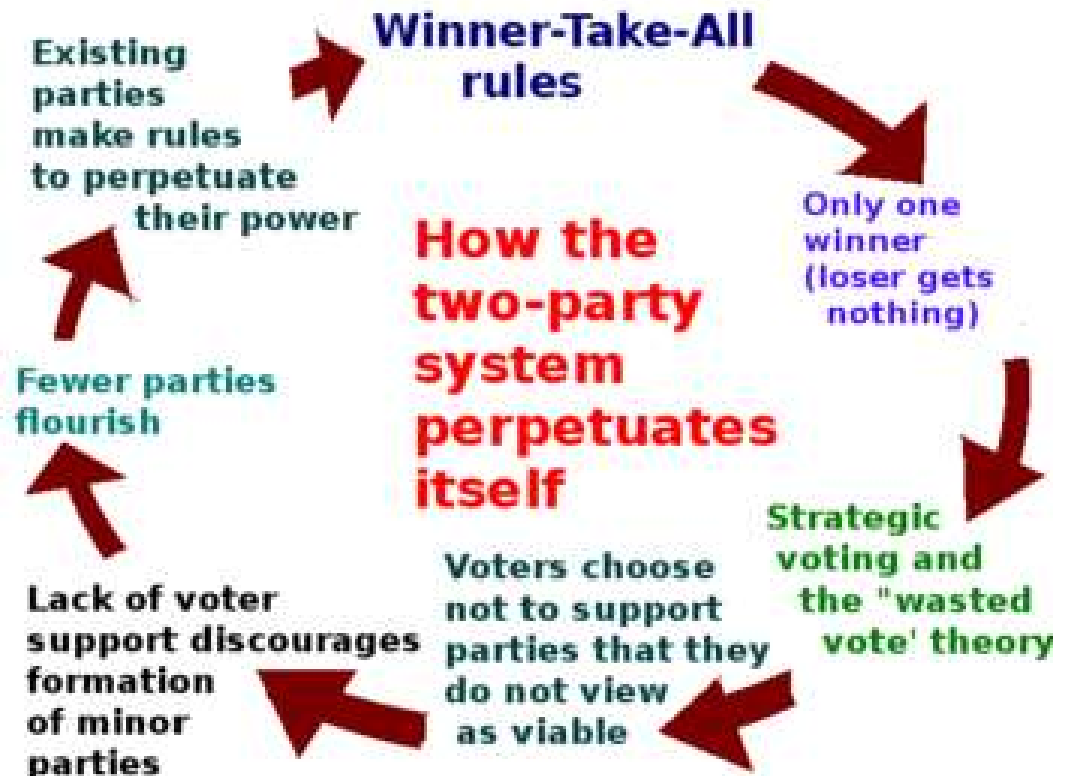 Winner-Take-All
rules
Only one
winner
(loser gets
nothing)
Strategic
voting and
the "wasted
vote' theory
Voters choose
not to support
parties that they
do not view
as viable
Lack of voter
support discourages
formation
of minor
parties
Fewer parties
flourish
Existing
parties
make rules
to perpetuate
their power
How the
two-party
system
perpetuates
itself